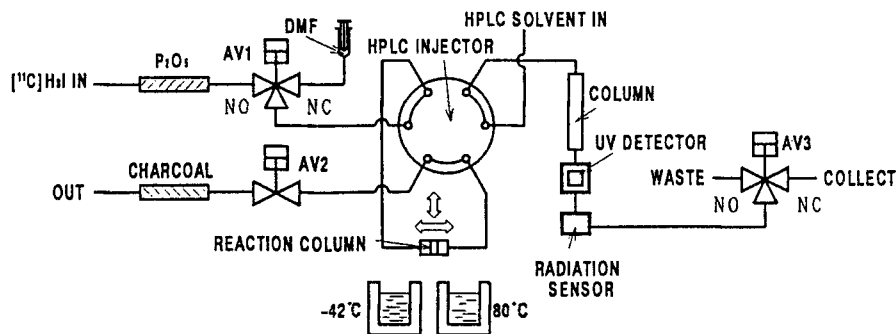 DMF
HPLC SOLVENT IN
AV1
HPLC INJECTOR
P₂O₅
[¹¹C]H₃I IN
NO
NC
COLUMN
UV DETECTOR
AV3
CHARCOAL
AV2
OUT
WASTE
COLLECT
NO
NC
REACTION COLUMN
RADIATION
SENSOR
-42°C
80°C